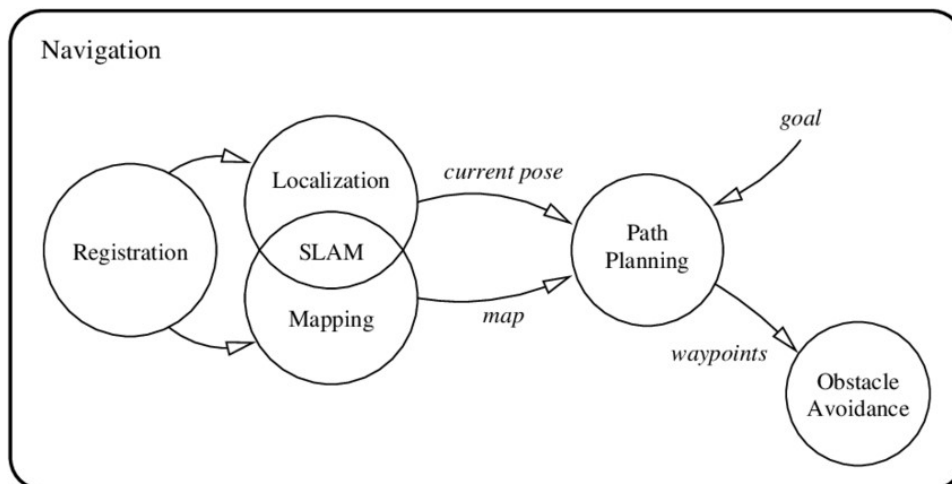 Navigation
goal
Localization
current pose
Registration
SLAM
Path
Planning
Mapping
map
waypoints
Obstacle
Avoidance